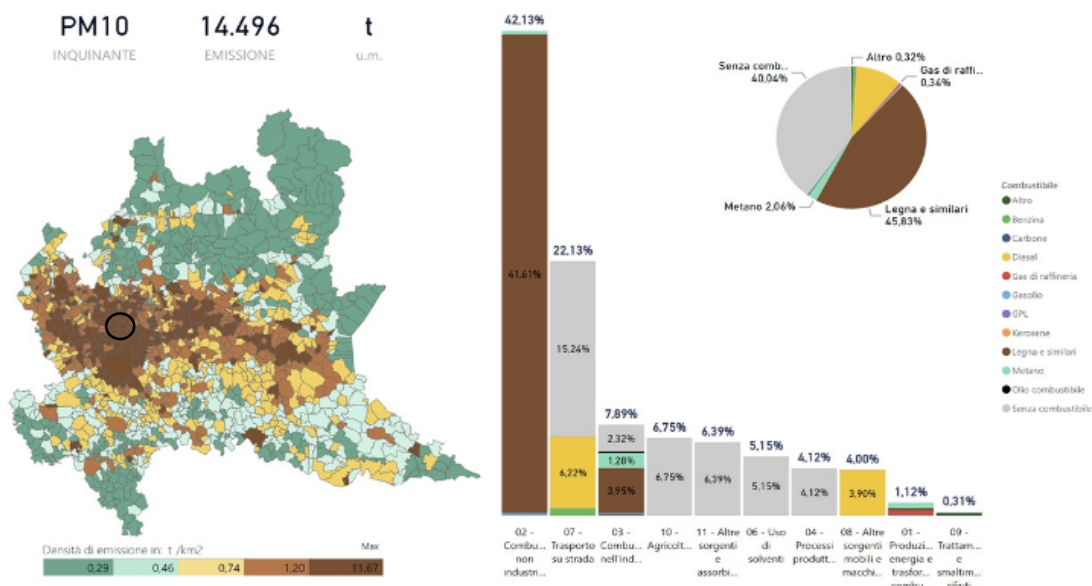 PM10 14.496 t
INQUINANTE EMISSIONE u.m.
Densità di emissione in: t /km2 Max
0,29 0,46 0,74 1,20 11,67
42,13%
41,61%
22,13%
15,24%
6,22%
7,89%
2,32%
1,28%
3,95%
6,75%
6,75%
6,39%
6,39%
5,15%
5,15%
4,12%
4,12%
4,00%
3,90%
1,12%
0,31%
02 -
Combu...
non
industri...
07 -
Trasporto
su strada
03 -
Combu...
nell'ind...
10 -
Agricolt...
11 - Altre
sorgenti
e
assorbi...
06 - Uso
di
solventi
04 -
Processi
produtt...
08 - Altre
sorgenti
mobili e
macchi...
01 -
Produzi...
energia e
trasfor...
09 -
Trattam...
e
smaltim...
Altro 0,32%
Gas di raffi...
0,34%
Senza comb...
40,04%
Metano 2,06%
Legna e similari
45,83%
Combustibile
Altro
Benzina
Carbone
Diesel
Gas di raffineria
Gasolio
GPL
Kerosene
Legna e similari
Metano
Olio combustibile
Senza combustibile